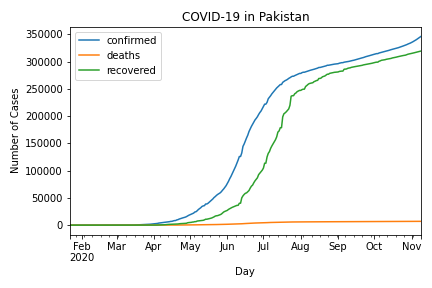 COVID-19 in Pakistan
350000
300000
250000
200000
150000
100000
50000
0
Number of Cases
confirmed
deaths
recovered
Feb Mar Apr May Jun Jul Aug Sep Oct Nov
2020
Day